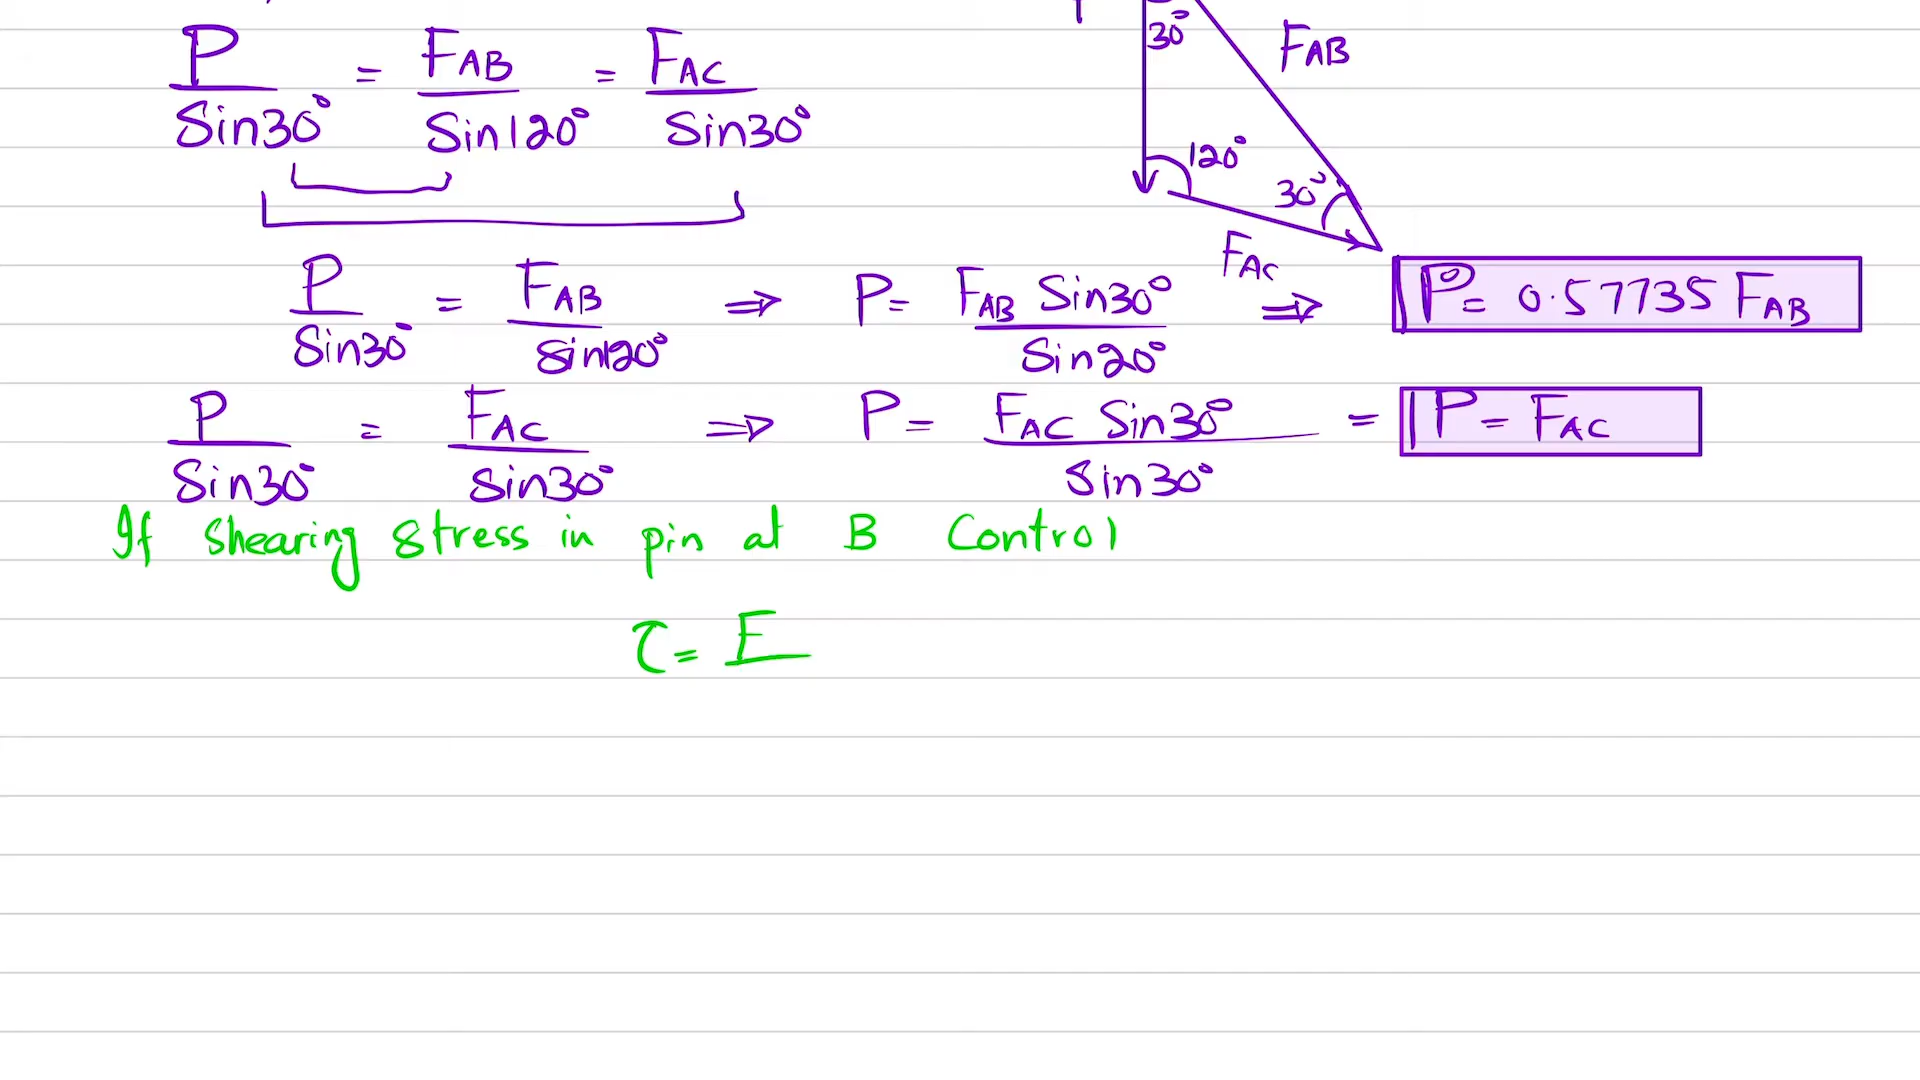 P/Sin30° = FAB/Sin120° = FAC/Sin30°
30°
FAB
120°
30°
FAC
P/Sin30° = FAB/Sin120° ⇒ P = FAB Sin30°/Sin20° ⇒ P = 0.57735 FAB
P/Sin30° = FAC/Sin30° ⇒ P = FAC Sin30°/Sin30° = P = FAC
If Shearing Stress in pin at B Control
τ = F